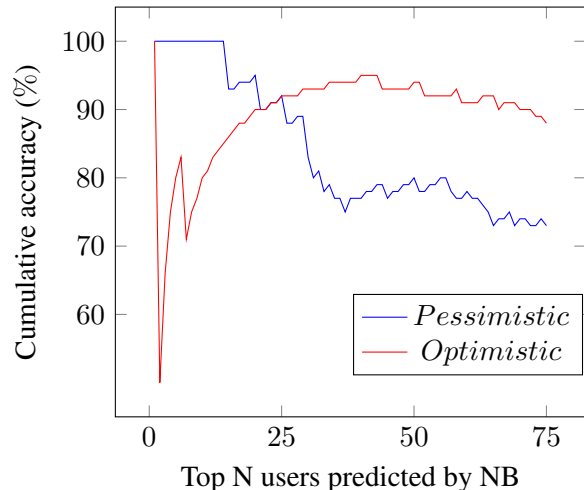 100
90
80
70
60
Cumulative accuracy (%)
Pessimistic
Optimistic
0
25
50
75
Top N users predicted by NB